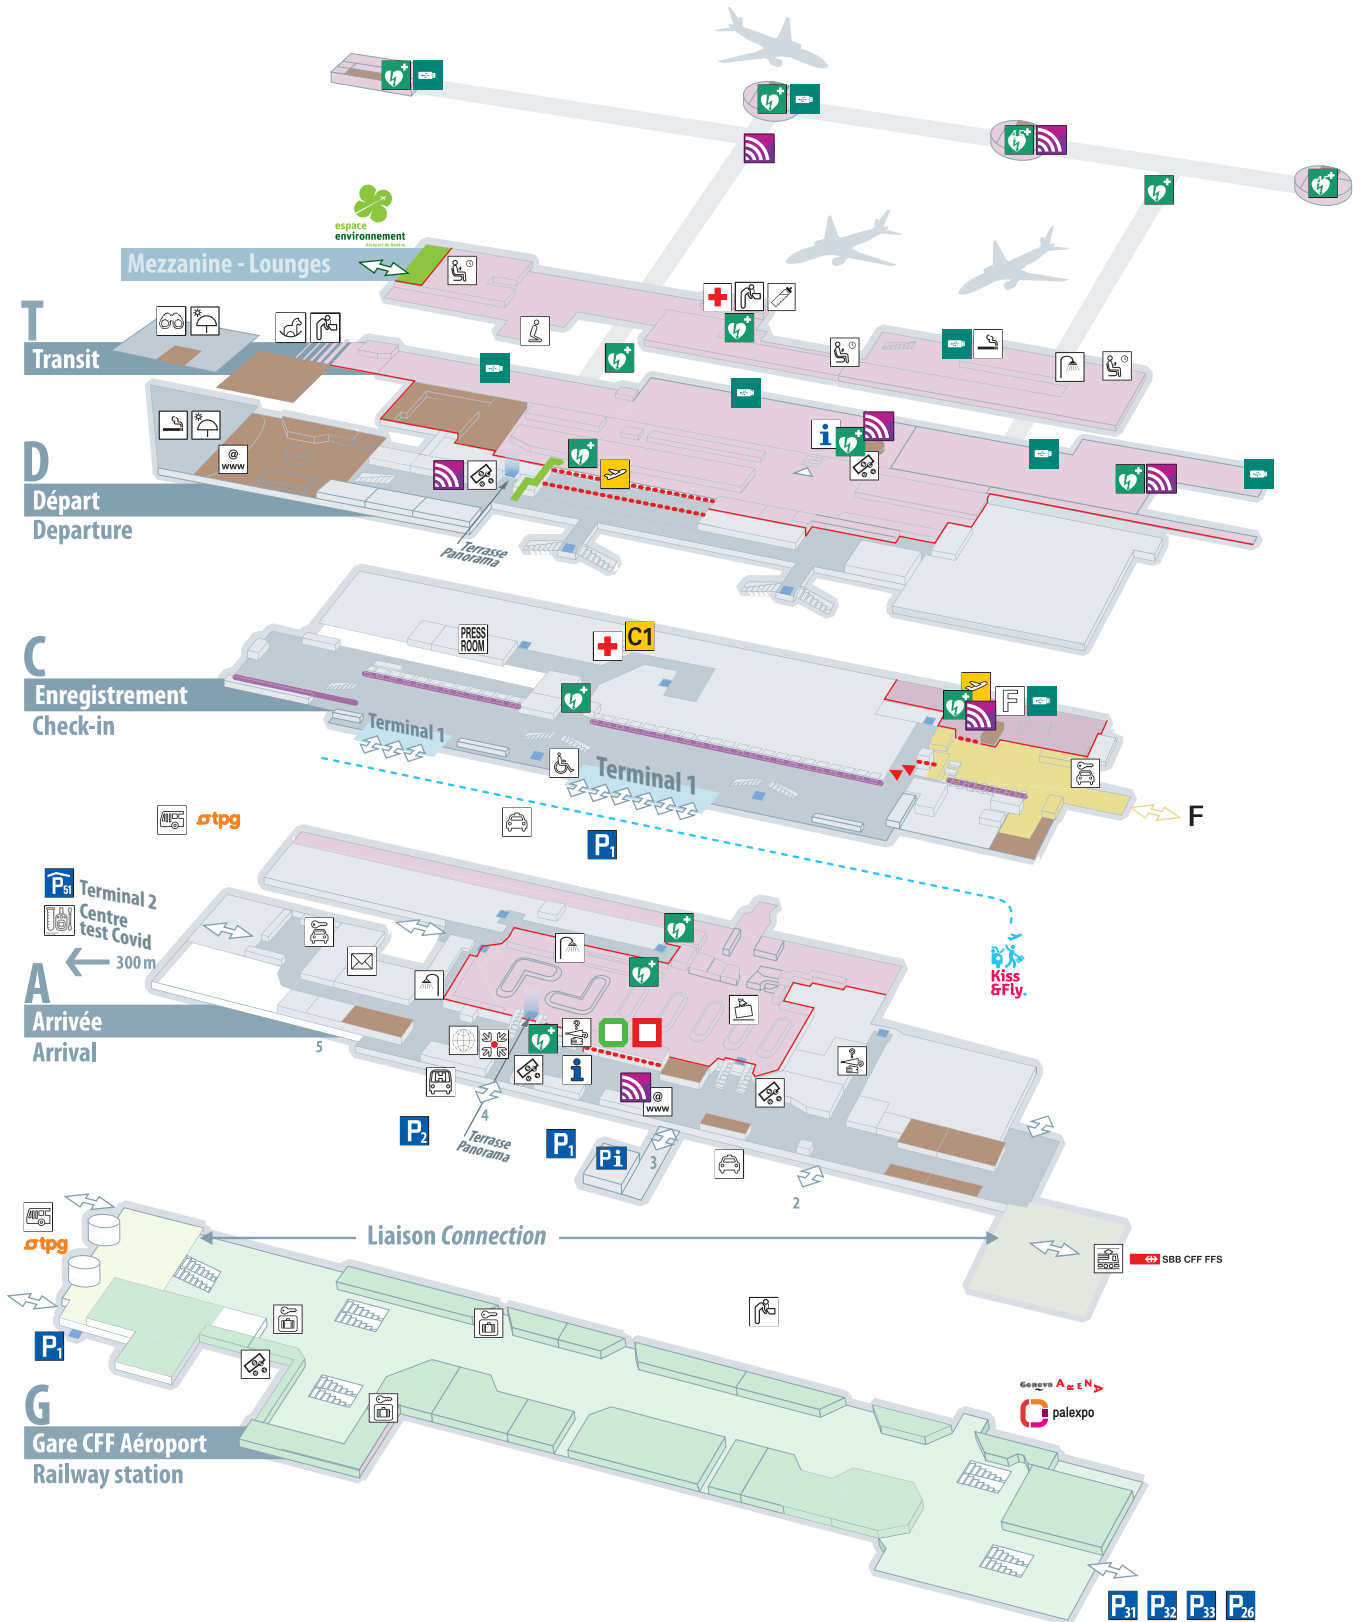 espace
environnement
Aéroport de Genève
Mezzanine - Lounges
T
Transit
D
Départ
Departure
@
www
i
Terrasse
Panorama
C
Enregistrement
Check-in
PRESS
ROOM
C1
F
Terminal 1
Terminal 1
F
tpg
P1
P51
Terminal 2
Centre
test Covid
300 m
Kiss
&Fly.
A
Arrivée
Arrival
5
H
i
@
www
4
P2
Terrasse
Panorama
P1
Pi
3
2
tpg
Liaison Connection
SBB CFF FFS
P1
G
Gare CFF Aéroport
Railway station
Geneva ARENA
palexpo
P31
P32
P33
P26